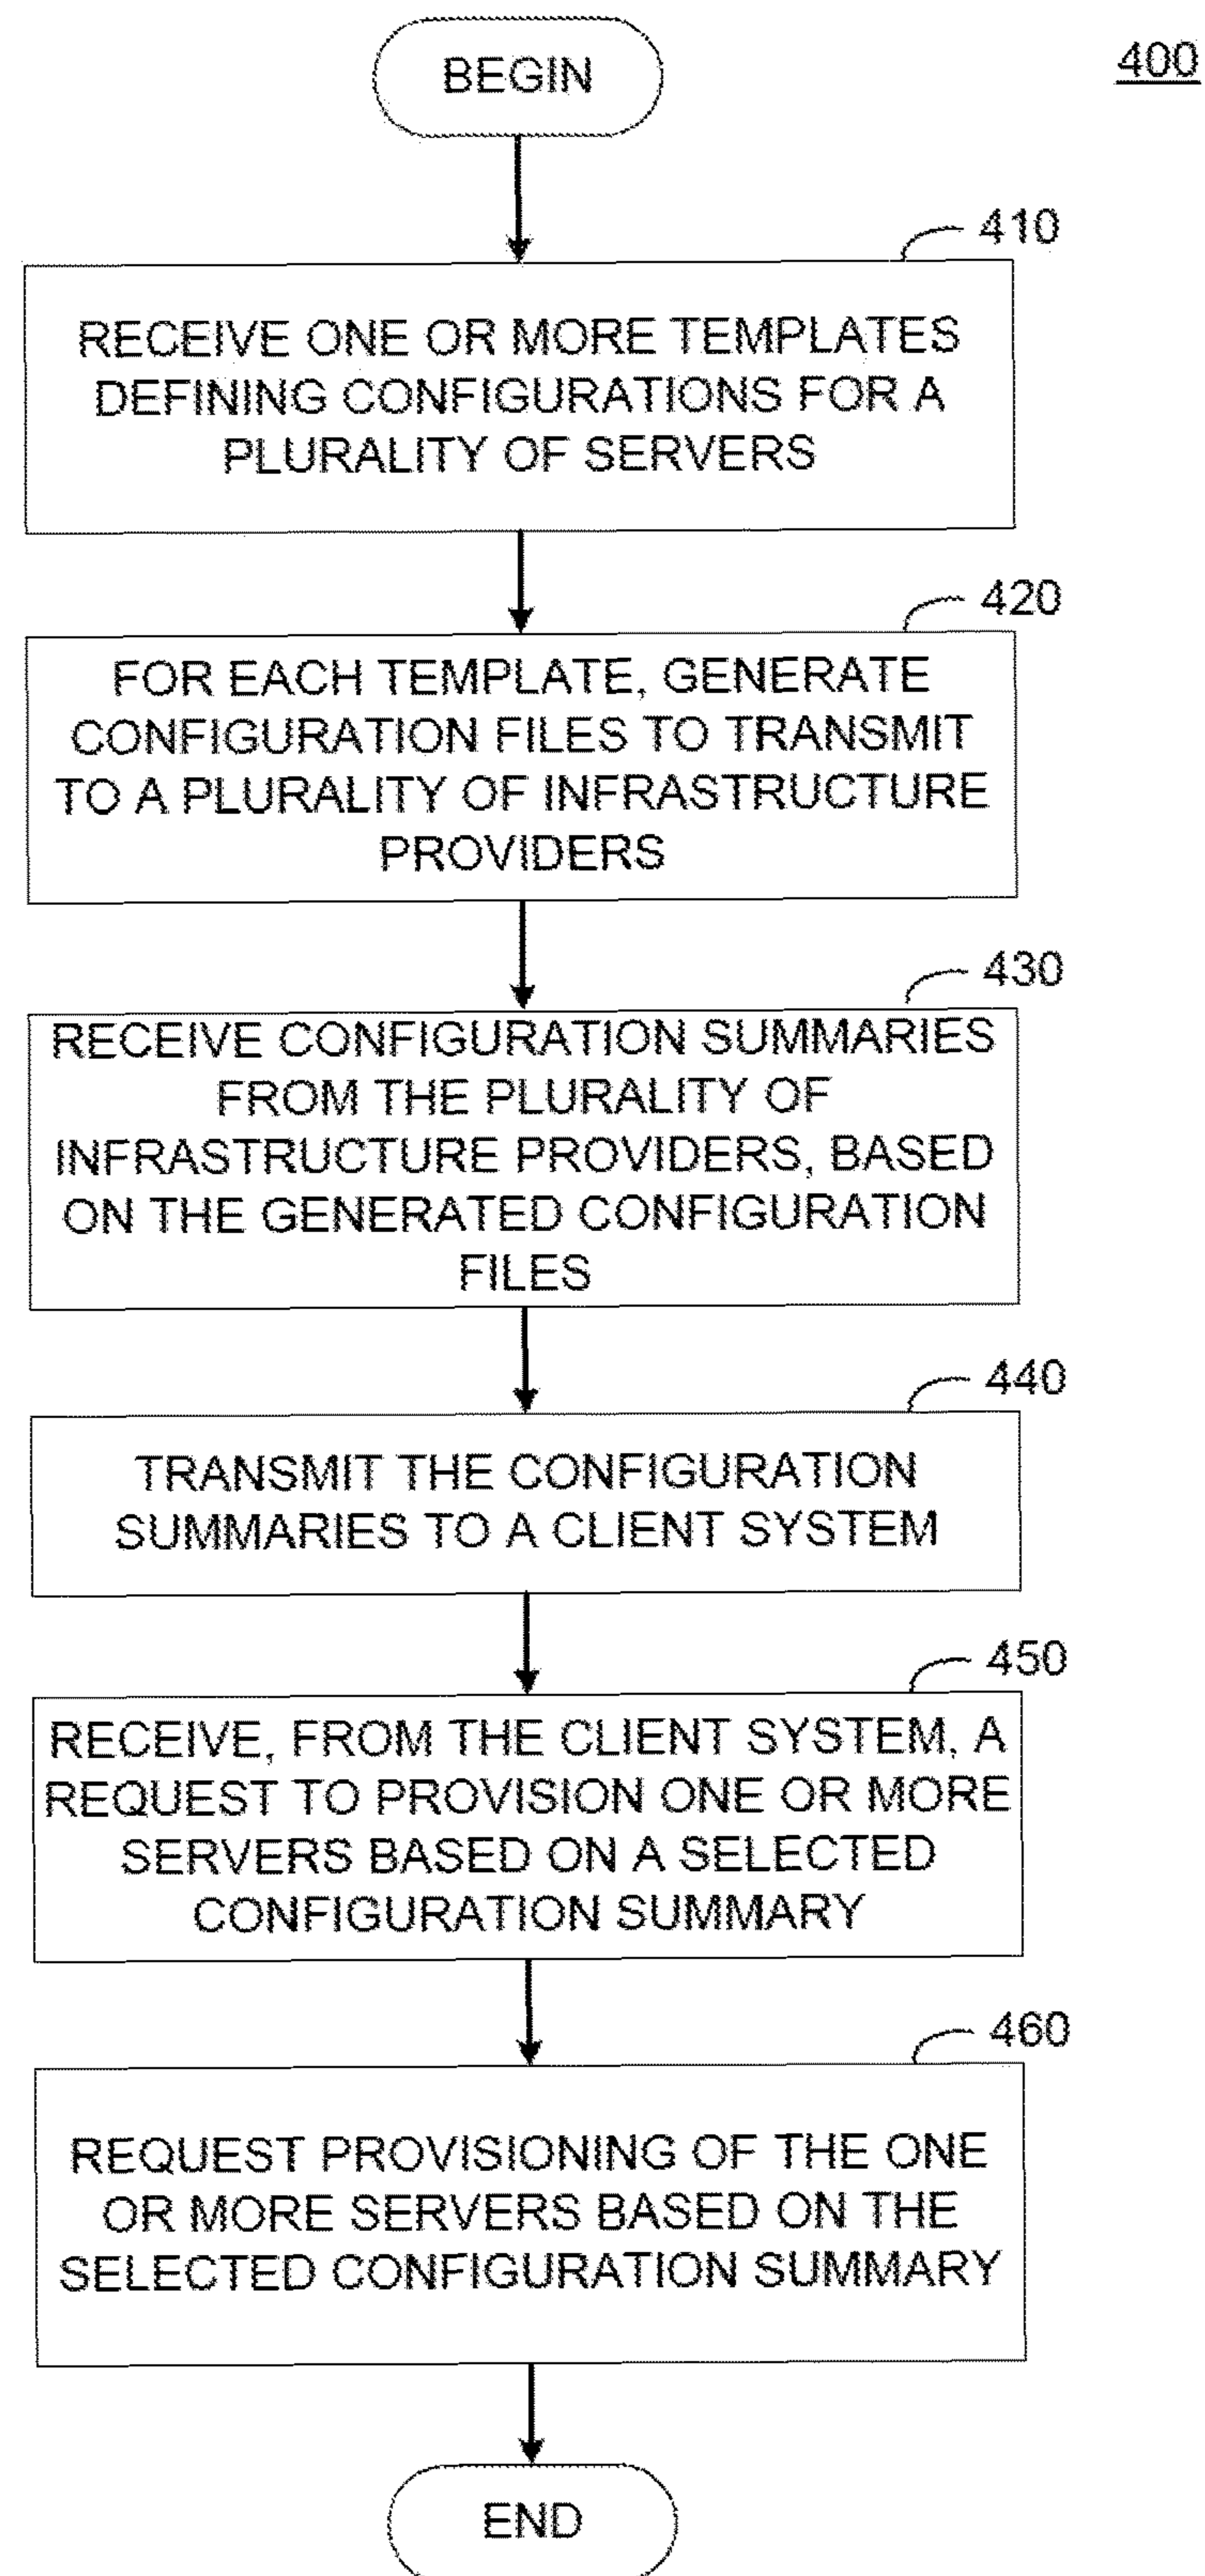 BEGIN
400
410
RECEIVE ONE OR MORE TEMPLATES
DEFINING CONFIGURATIONS FOR A
PLURALITY OF SERVERS
420
FOR EACH TEMPLATE, GENERATE
CONFIGURATION FILES TO TRANSMIT
TO A PLURALITY OF INFRASTRUCTURE
PROVIDERS
430
RECEIVE CONFIGURATION SUMMARIES
FROM THE PLURALITY OF
INFRASTRUCTURE PROVIDERS, BASED
ON THE GENERATED CONFIGURATION
FILES
440
TRANSMIT THE CONFIGURATION
SUMMARIES TO A CLIENT SYSTEM
450
RECEIVE, FROM THE CLIENT SYSTEM, A
REQUEST TO PROVISION ONE OR MORE
SERVERS BASED ON A SELECTED
CONFIGURATION SUMMARY
460
REQUEST PROVISIONING OF THE ONE
OR MORE SERVERS BASED ON THE
SELECTED CONFIGURATION SUMMARY
END